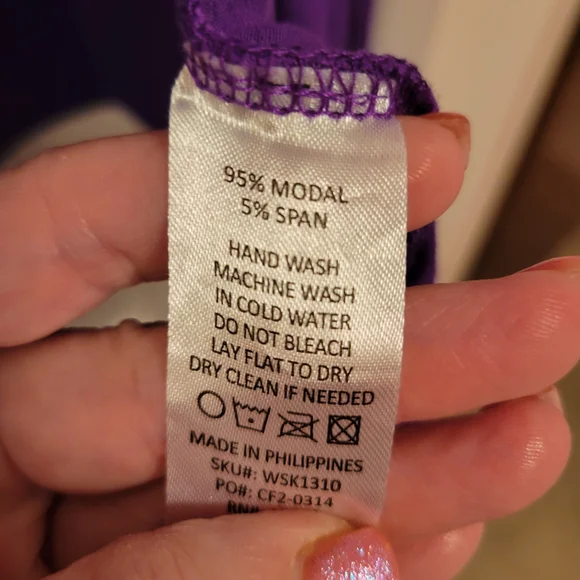 95% MODAL
5% SPAN
HAND WASH
MACHINE WASH
IN COLD WATER
DO NOT BLEACH
LAY FLAT TO DRY
DRY CLEAN IF NEEDED
MADE IN PHILIPPINES
SKU#: WSK1310
PO#: CF2-0314